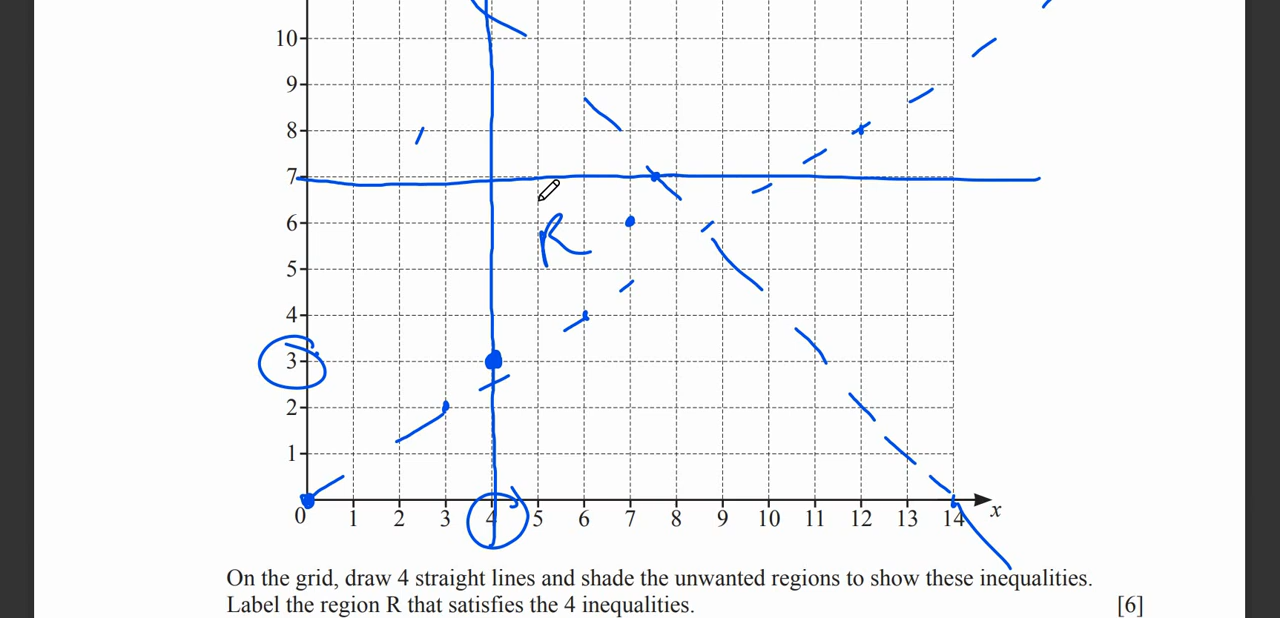 10
9
8
7
R
6
5
4
3
2
1
0 1 2 3 4 5 6 7 8 9 10 11 12 13 14 x
On the grid, draw 4 straight lines and shade the unwanted regions to show these inequalities.
Label the region R that satisfies the 4 inequalities. [6]